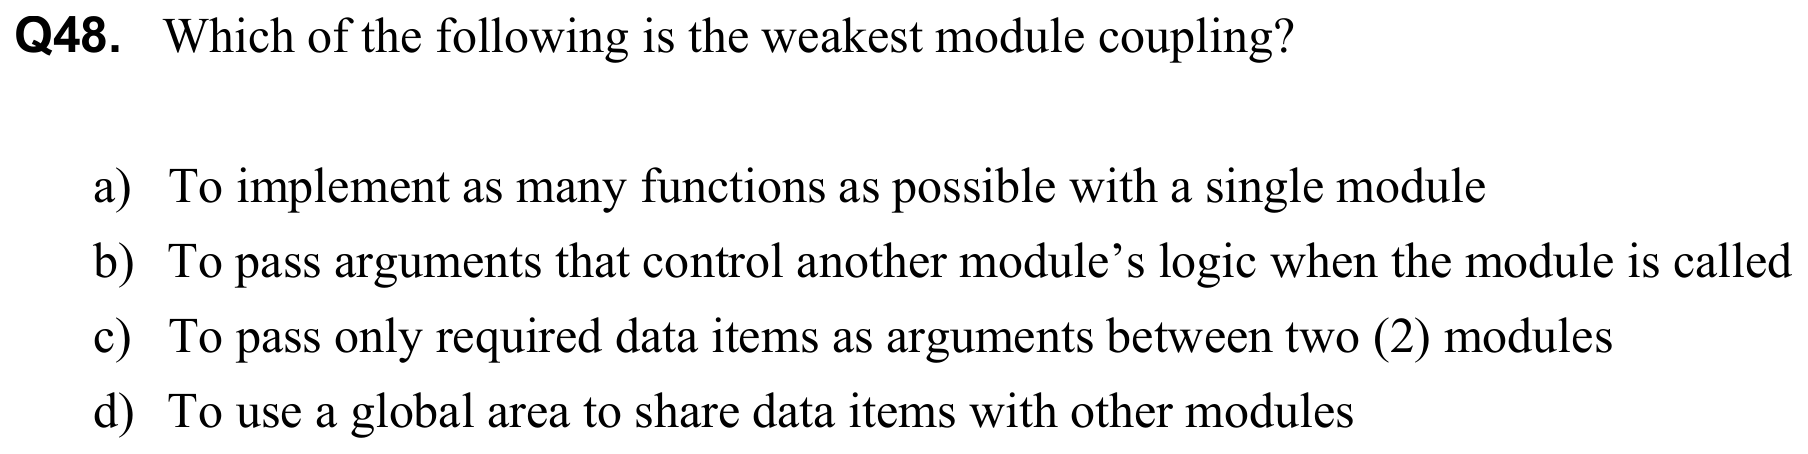 Q48. Which of the following is the weakest module coupling?
a) To implement as many functions as possible with a single module
b) To pass arguments that control another module’s logic when the module is called
c) To pass only required data items as arguments between two (2) modules
d) To use a global area to share data items with other modules